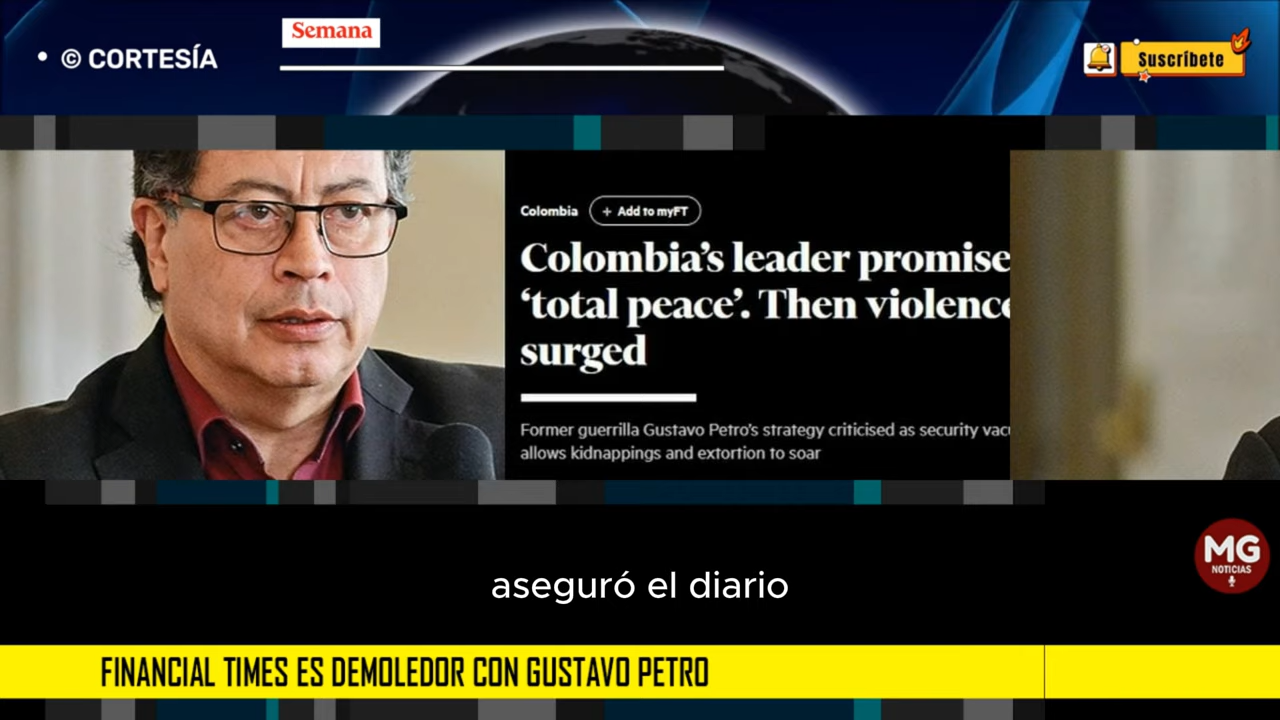 Semana
• © CORTESÍA
Suscríbete
Colombia
+ Add to myFT
Colombia's leader promise
‘total peace’. Then violence
surged
Former guerrilla Gustavo Petro's strategy criticised as security
allows kidnappings and extortion to soar
MG
NOTICIAS
aseguró el diario
FINANCIAL TIMES ES DEMOLEDOR CON GUSTAVO PETRO